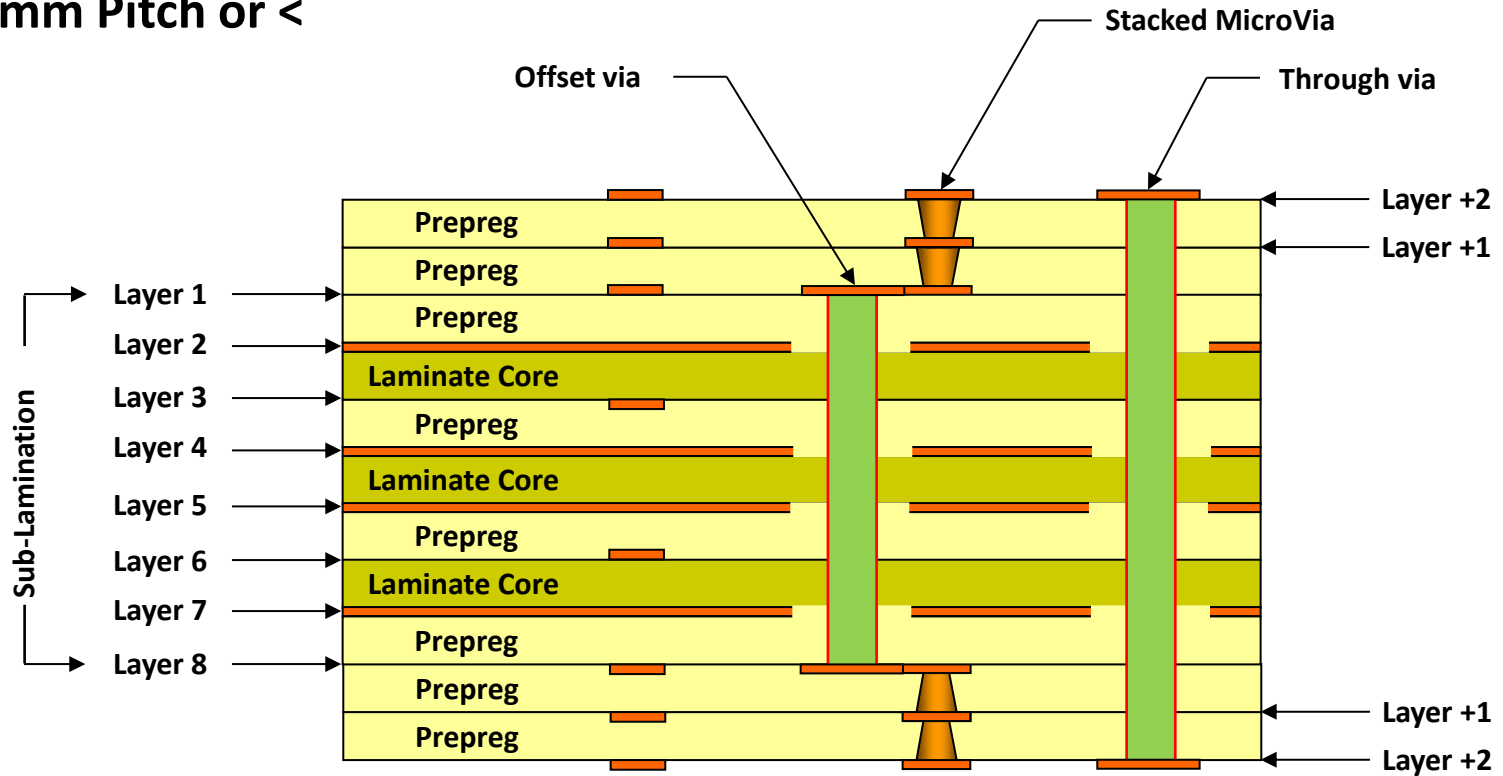 mm Pitch or <
Stacked MicroVia
Offset via
Through via
Layer +2
Prepreg
Layer +1
Prepreg
Layer 1
Prepreg
Layer 2
Laminate Core
Layer 3
Prepreg
Layer 4
Laminate Core
Sub-Lamination
Layer 5
Prepreg
Layer 6
Laminate Core
Layer 7
Prepreg
Layer 8
Prepreg
Layer +1
Prepreg
Layer +2